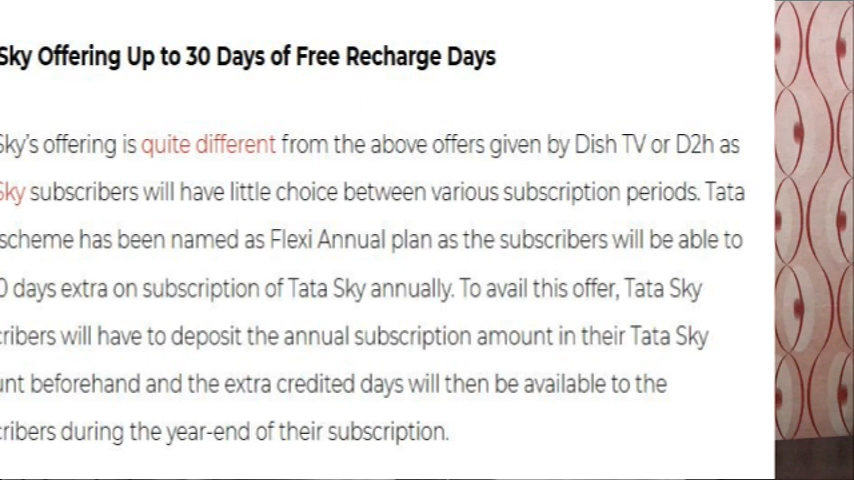 Sky Offering Up to 30 Days of Free Recharge Days
Sky's offering is quite different from the above offers given by Dish TV or D2h as
Sky subscribers will have little choice between various subscription periods. Tata
scheme has been named as Flexi Annual plan as the subscribers will be able to
0 days extra on subscription of Tata Sky annually. To avail this offer, Tata Sky
cribers will have to deposit the annual subscription amount in their Tata Sky
unt beforehand and the extra credited days will then be available to the
cribers during the year-end of their subscription.